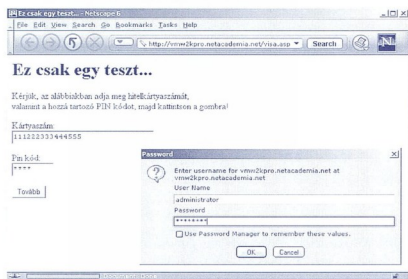 Ez csak egy teszt... - Netscape 6
File Edit View Search Go Bookmarks Tasks Help
http://vmw2kpro.netacademia.net/visa.asp Search N
Ez csak egy teszt...
Kérjük, az alábbiakban adja meg hitelkártyaszámát,
valamint a hozzá tartozó PIN kódot, majd kattintson a gombra!
Kártyaszám:
111222333444555
Pin kód:
****
Tovább
Password
Enter username for vmw2kpro.netacademia.net at
vmw2kpro.netacademia.net
User Name
administrator
Password
********
Use Password Manager to remember these values.
OK Cancel